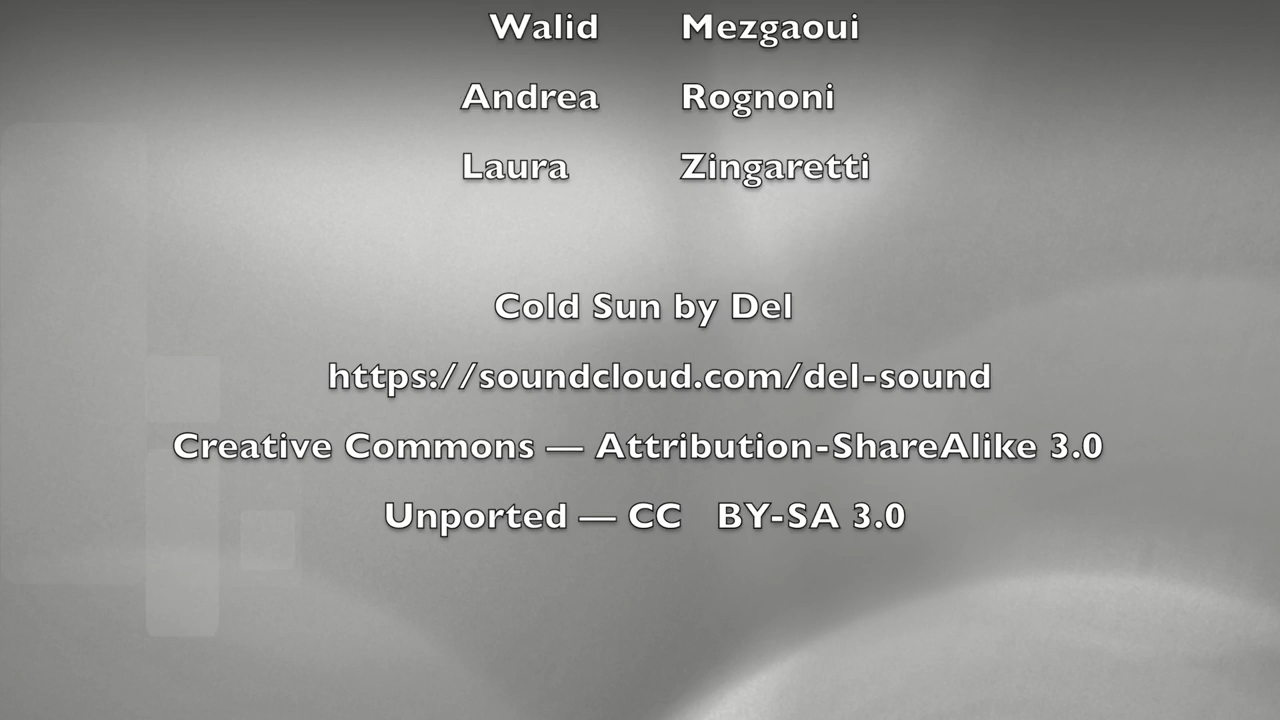 Walid Mezgaoui
Andrea Rognoni
Laura Zingaretti
Cold Sun by Del
https://soundcloud.com/del-sound
Creative Commons — Attribution-ShareAlike 3.0
Unported — CC BY-SA 3.0